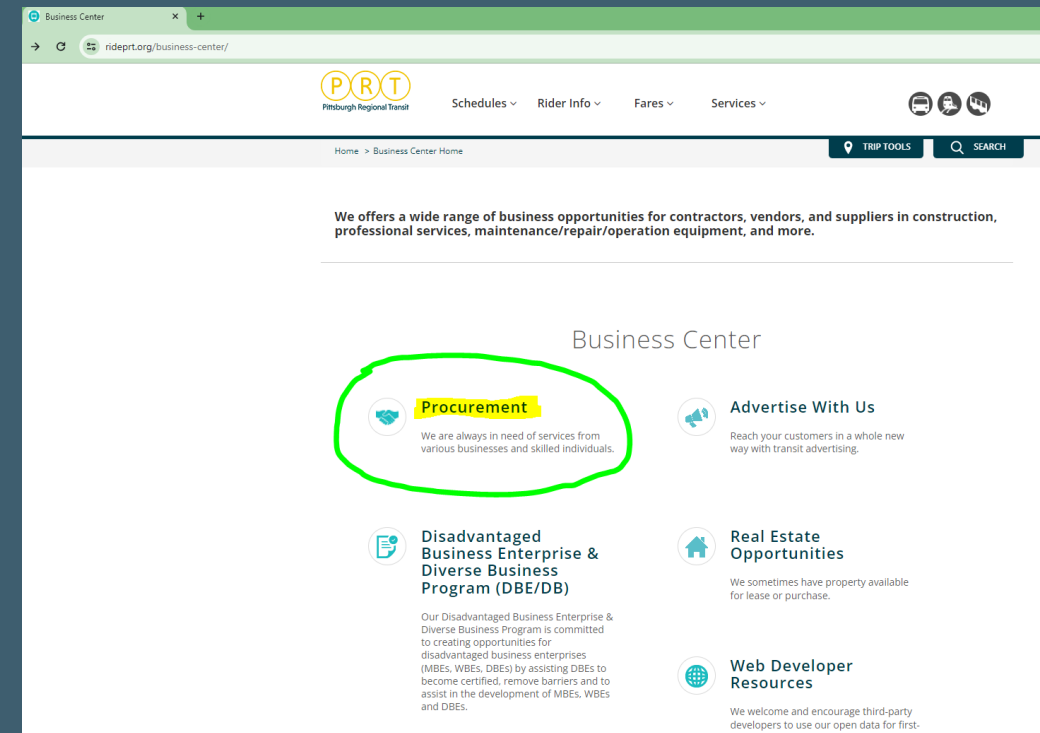 Business Center
rideprt.org/business-center/
PRT
Pittsburgh Regional Transit
Schedules
Rider Info
Fares
Services
Home > Business Center Home
TRIP TOOLS
SEARCH
We offers a wide range of business opportunities for contractors, vendors, and suppliers in construction,
professional services, maintenance/repair/operation equipment, and more.
Business Center
Procurement
We are always in need of services from
various businesses and skilled individuals.
Advertise With Us
Reach your customers in a whole new
way with transit advertising.
Disadvantaged
Business Enterprise &
Diverse Business
Program (DBE/DB)
Our Disadvantaged Business Enterprise &
Diverse Business Program is committed
to creating opportunities for
disadvantaged business enterprises
(MBEs, WBEs, DBEs) by assisting DBEs to
become certified, remove barriers and to
assist in the development of MBEs, WBEs
and DBEs.
Real Estate
Opportunities
We sometimes have property available
for lease or purchase.
Web Developer
Resources
We welcome and encourage third-party
developers to use our open data for first-